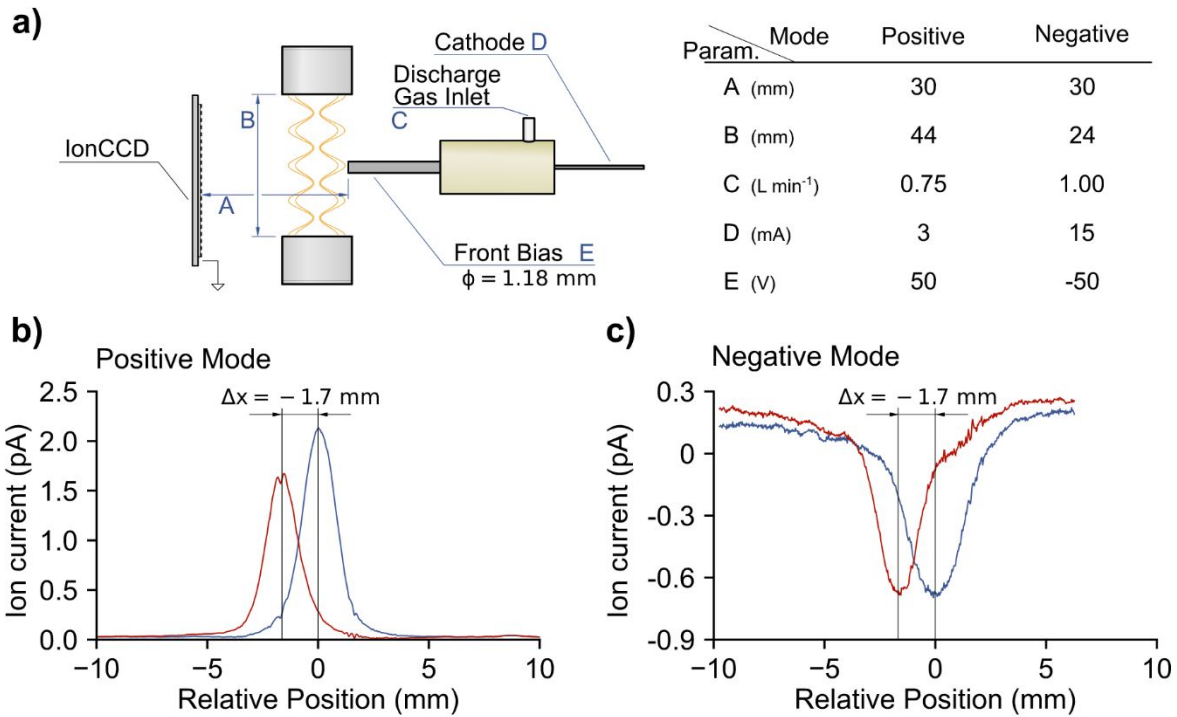 a)
Cathode D
Discharge
Gas Inlet
C
B
IonCCD
A
Front Bias E
ϕ = 1.18 mm
Param. Mode Positive Negative
A (mm) 30 30
B (mm) 44 24
C (L min⁻¹) 0.75 1.00
D (mA) 3 15
E (V) 50 -50
b)
Positive Mode
Δx = − 1.7 mm
Ion current (pA)
2.5
2.0
1.5
1.0
0.5
0.0
−10 −5 0 5 10
Relative Position (mm)
c)
Negative Mode
Δx = − 1.7 mm
Ion current (pA)
0.3
0
-0.3
-0.6
-0.9
−10 −5 0 5 10
Relative Position (mm)